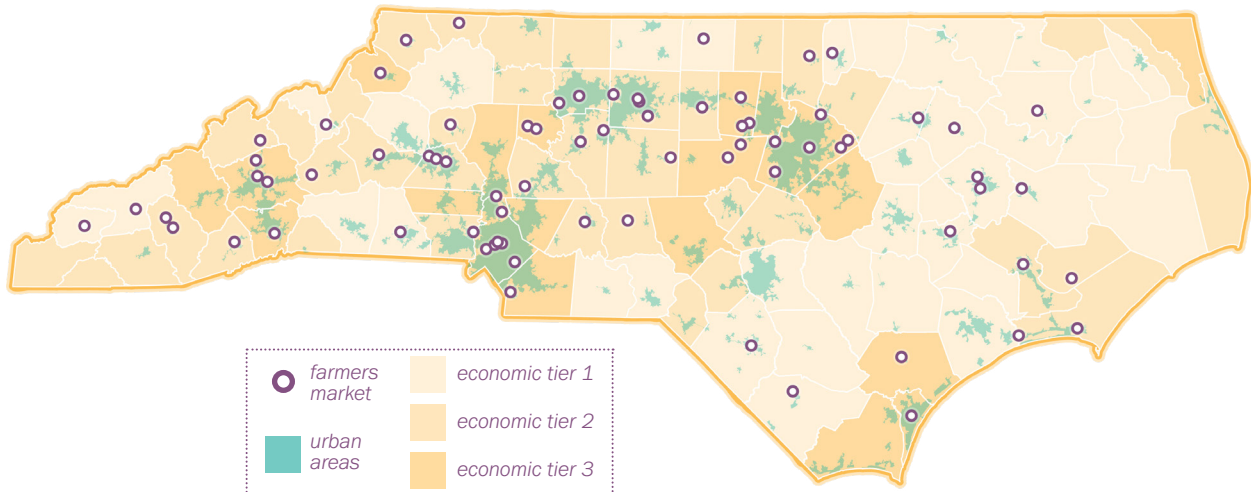 farmers
market
urban
areas
economic tier 1
economic tier 2
economic tier 3